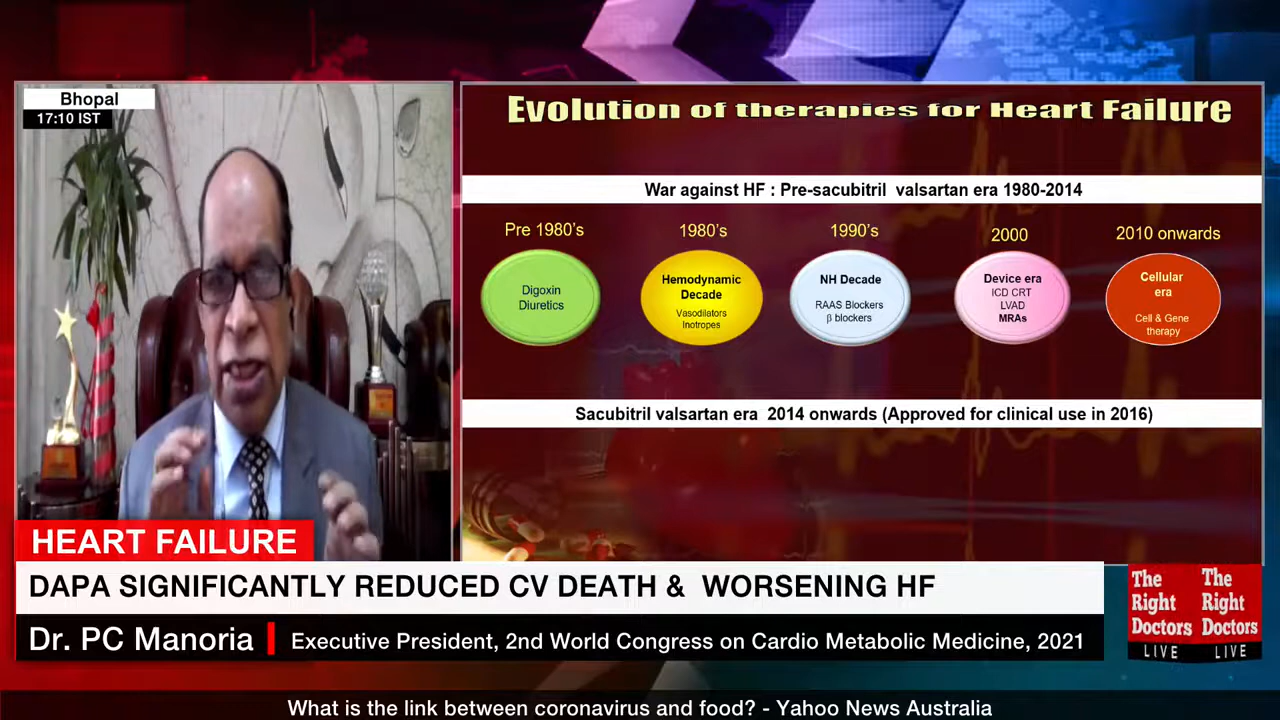 Bhopal
17:10 IST
Evolution of therapies for Heart Failure
War against HF : Pre-sacubitril valsartan era 1980-2014
Pre 1980's
1980's
1990's
2000
2010 onwards
Digoxin
Diuretics
Hemodynamic
Decade
Vasodilators
Inotropes
NH Decade
RAAS Blockers
β blockers
Device era
ICD CRT
LVAD
MRAs
Cellular
era
Cell & Gene
therapy
Sacubitril valsartan era 2014 onwards (Approved for clinical use in 2016)
HEART FAILURE
DAPA SIGNIFICANTLY REDUCED CV DEATH & WORSENING HF
Dr. PC Manoria
Executive President, 2nd World Congress on Cardio Metabolic Medicine, 2021
The
Right
Doctors
LIVE
The
Right
Doctors
LIVE
What is the link between coronavirus and food? - Yahoo News Australia